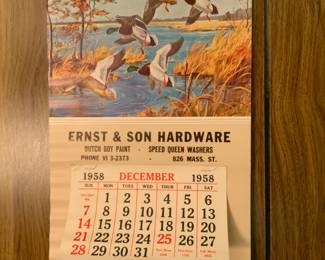 ERNST & SON HARDWARE
DUTCH BOY PAINT - SPEED QUEEN WASHERS
PHONE VI 3-2373 - 826 MASS. ST.
1958 DECEMBER 1958
SUN. MON. TUES. WED. THUR. FRI. SAT.
1 2 3 4 5 6
7 8 9 10 11 12 13
14 15 16 17 18 19 20
21 22 23 24 25 26 27
28 29 30 31